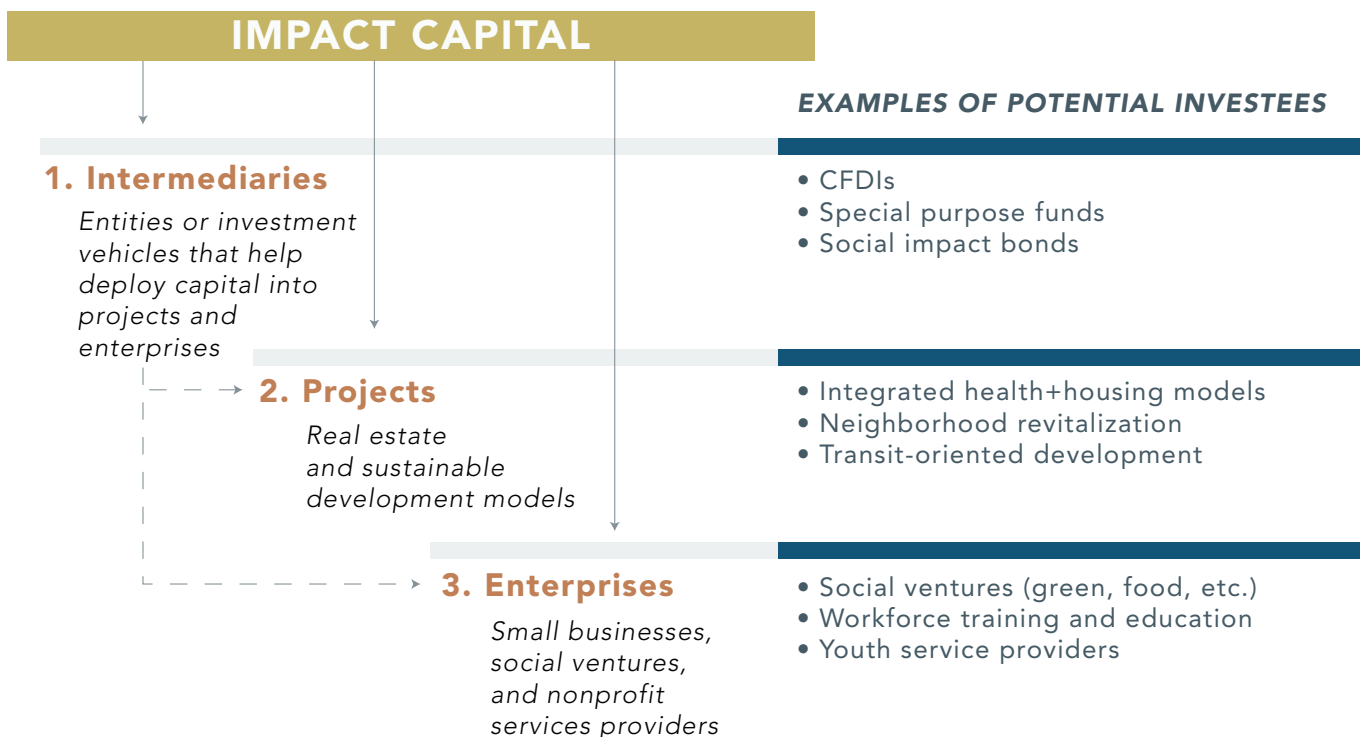 IMPACT CAPITAL
EXAMPLES OF POTENTIAL INVESTEES
1. Intermediaries
Entities or investment
vehicles that help
deploy capital into
projects and
enterprises
• CFDIs
• Special purpose funds
• Social impact bonds
2. Projects
Real estate
and sustainable
development models
• Integrated health+housing models
• Neighborhood revitalization
• Transit-oriented development
3. Enterprises
Small businesses,
social ventures,
and nonprofit
services providers
• Social ventures (green, food, etc.)
• Workforce training and education
• Youth service providers